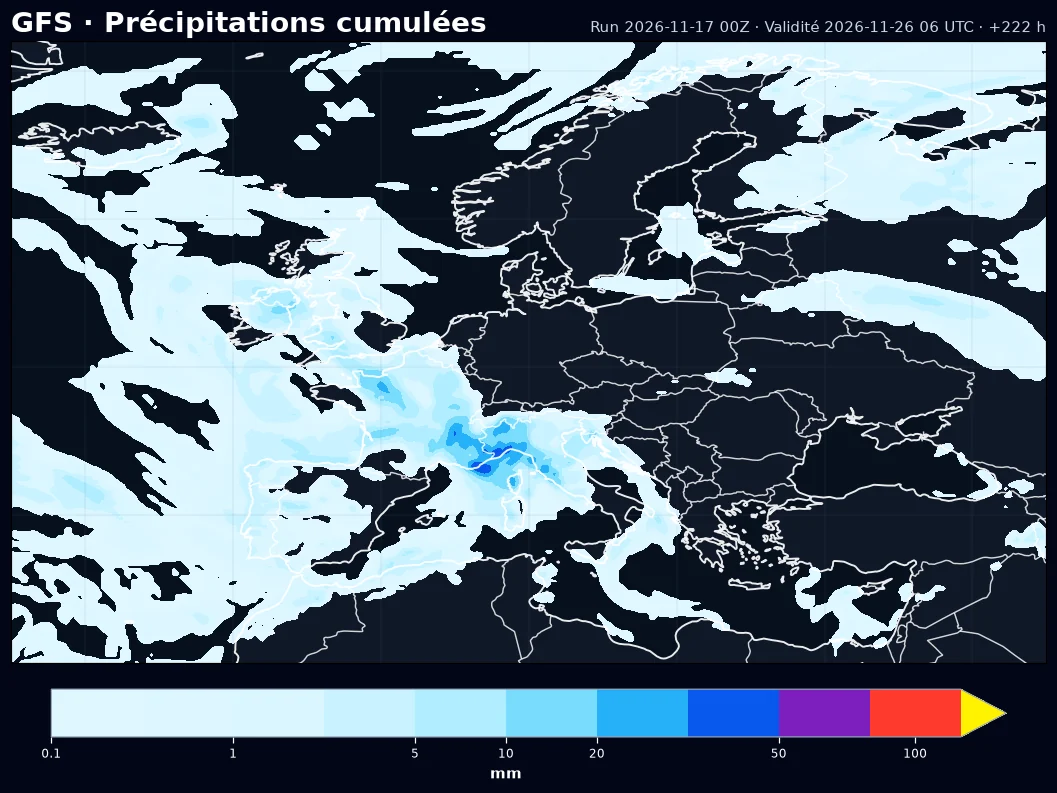 GFS · Précipitations cumulées
Run 2026-11-17 00Z · Validité 2026-11-26 06 UTC · +222 h
0.1 1 5 10 20 50 100
mm